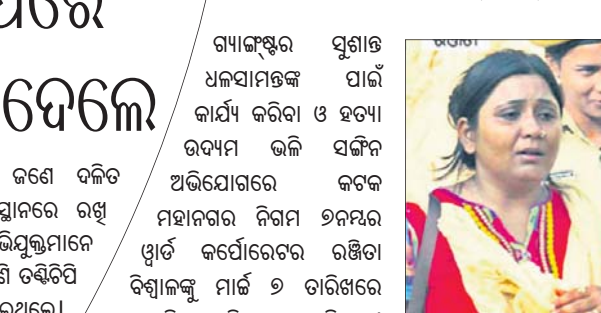 ଦେଲେ
ଜଣେ ଦଳିତ
ସ୍ଥାନରେ ରଖି
ଭିଯୁକ୍ତମାନେ
ତଣ୍ଟିଚିପି
ଗ୍ୟାଙ୍ଗଷ୍ଟର ସୁଶାନ୍ତ
ଧଳସାମନ୍ତଙ୍କ ପାଇଁ
କାର୍ଯ୍ୟ କରିବା ଓ ହତ୍ୟା
ଉଦ୍ୟମ ଭଳି ସଙ୍ଗିନ
ଅଭିଯୋଗରେ କଟକ
ମହାନଗର ନିଗମ ୭ନମ୍ବର
ଓ୍ବାର୍ଡ କର୍ପୋରେଟର ରଞ୍ଜିତା
ବିଶ୍ୱାଳଙ୍କୁ ମାର୍ଚ୍ଚ ୭ ତାରିଖରେ